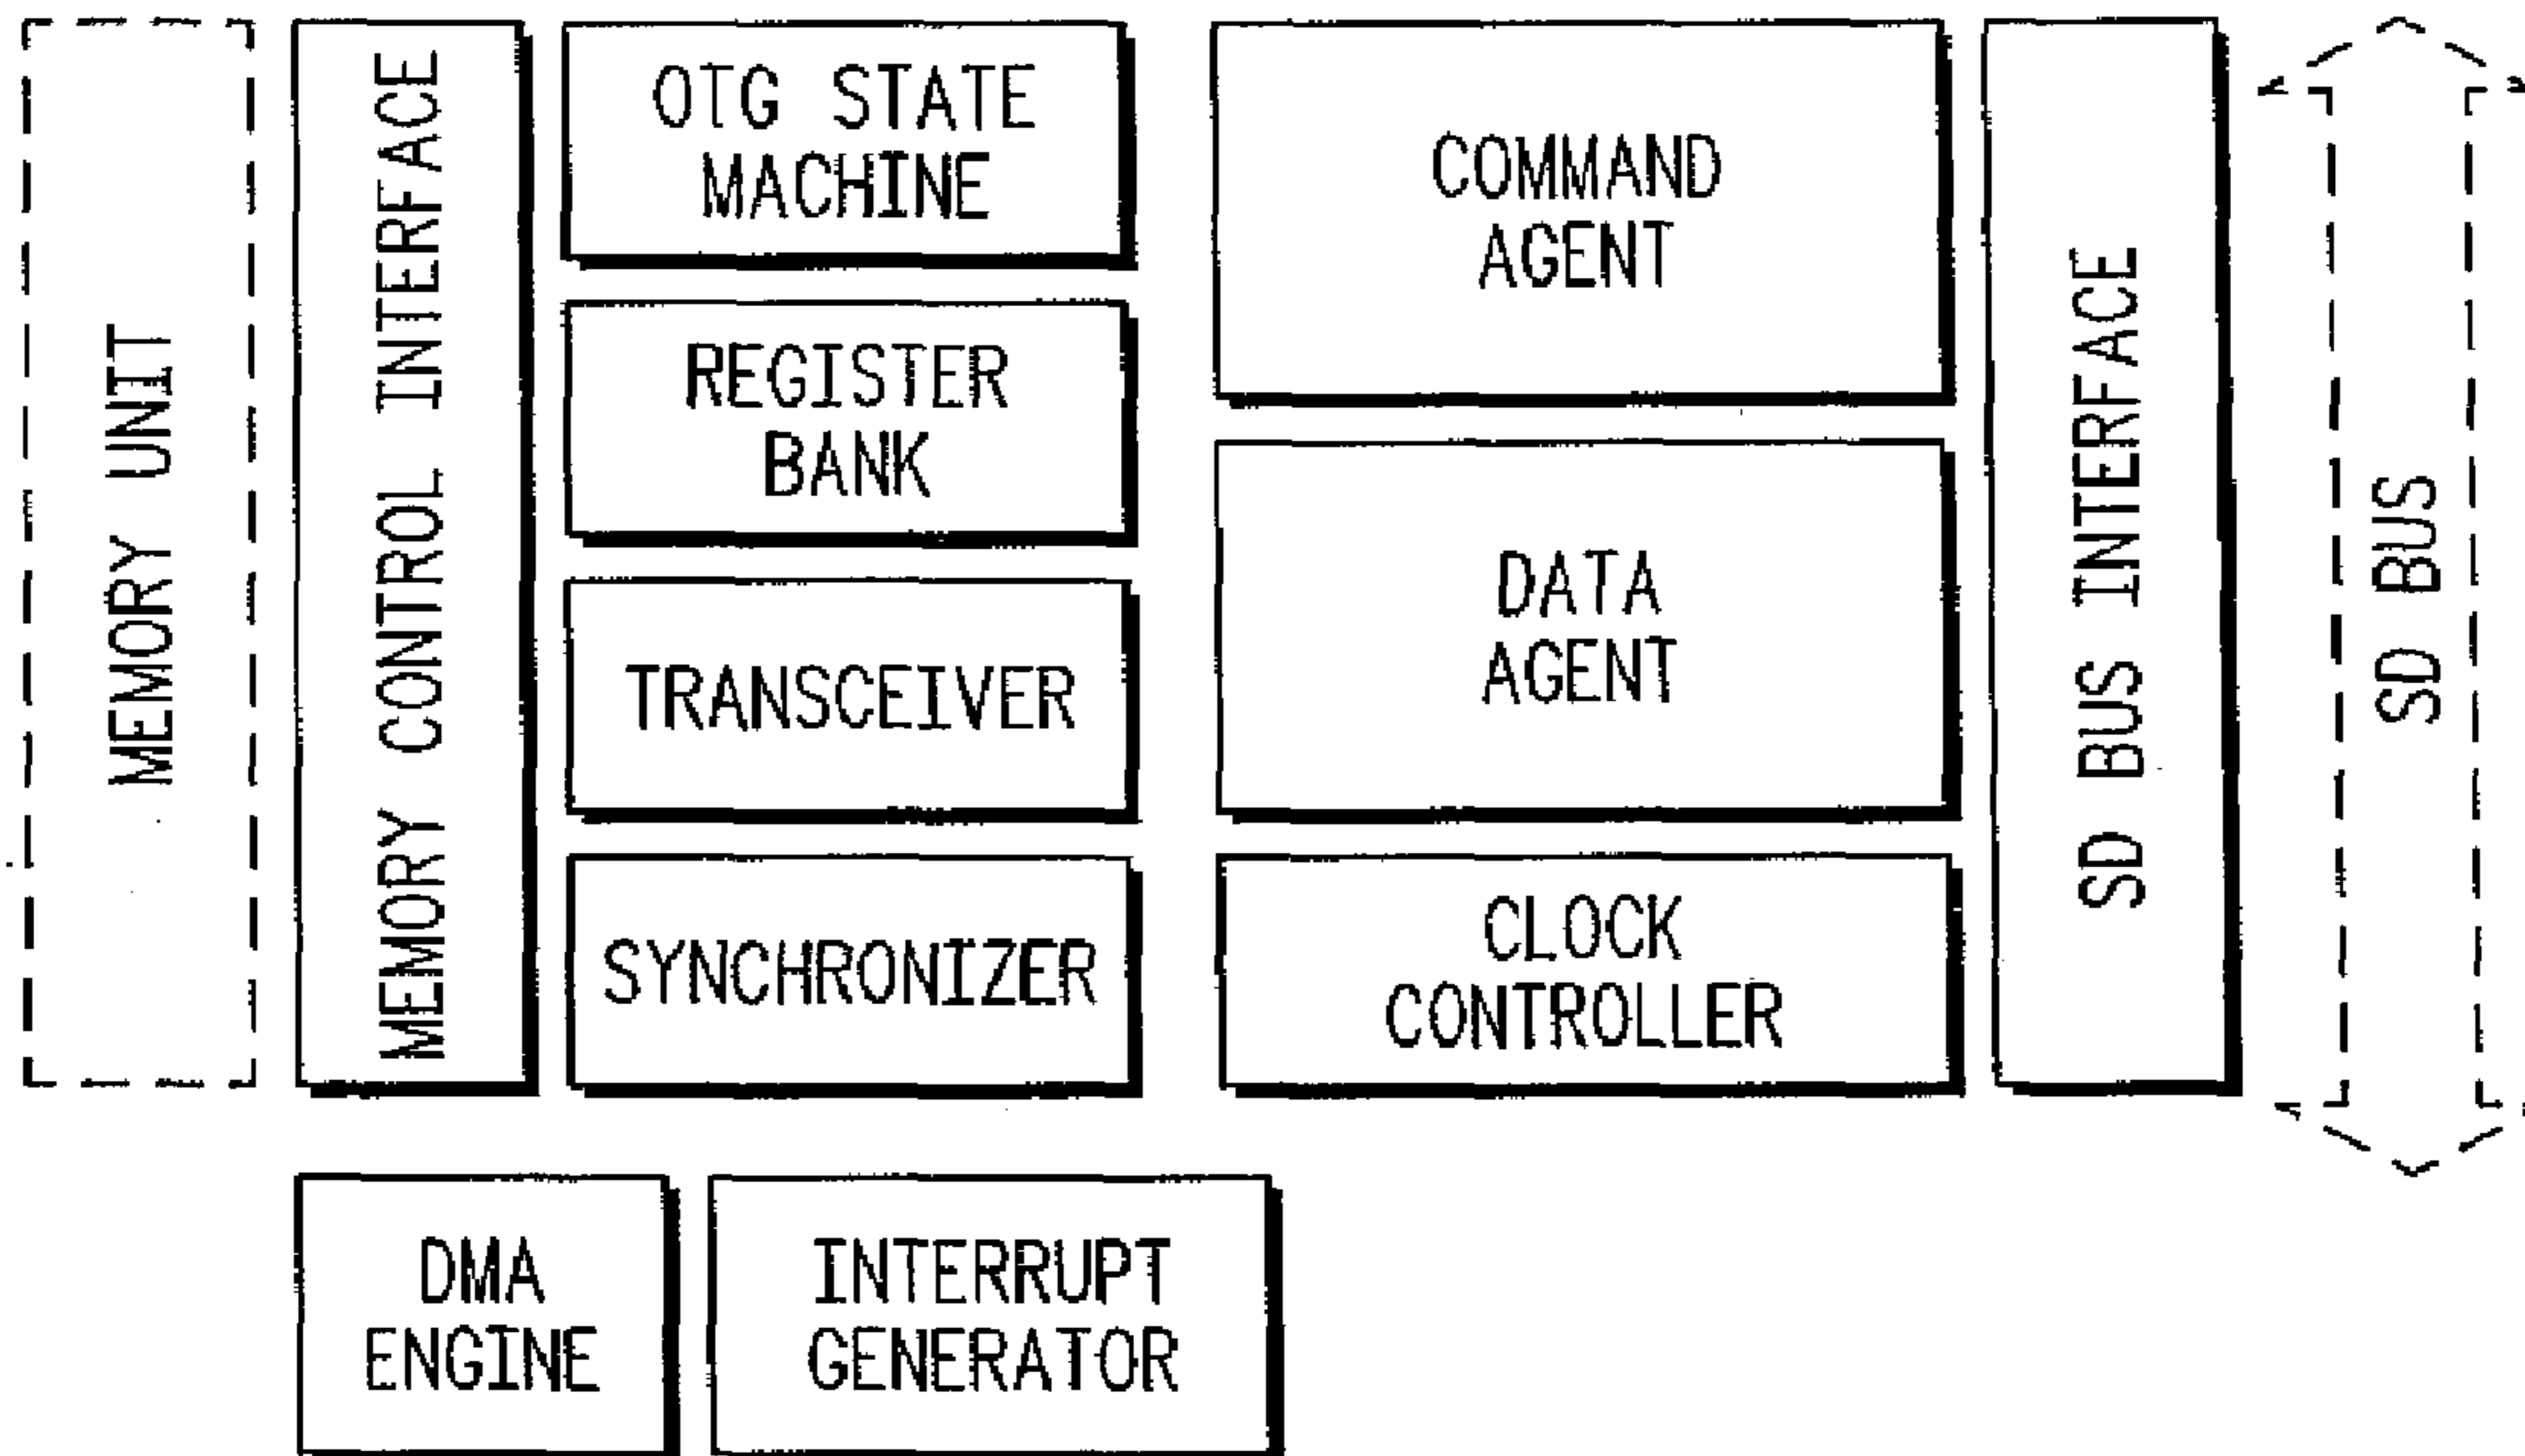 MEMORY UNIT
MEMORY CONTROL INTERFACE
OTG STATE
MACHINE
REGISTER
BANK
TRANSCEIVER
SYNCHRONIZER
COMMAND
AGENT
DATA
AGENT
CLOCK
CONTROLLER
SD BUS INTERFACE
SD BUS
DMA
ENGINE
INTERRUPT
GENERATOR